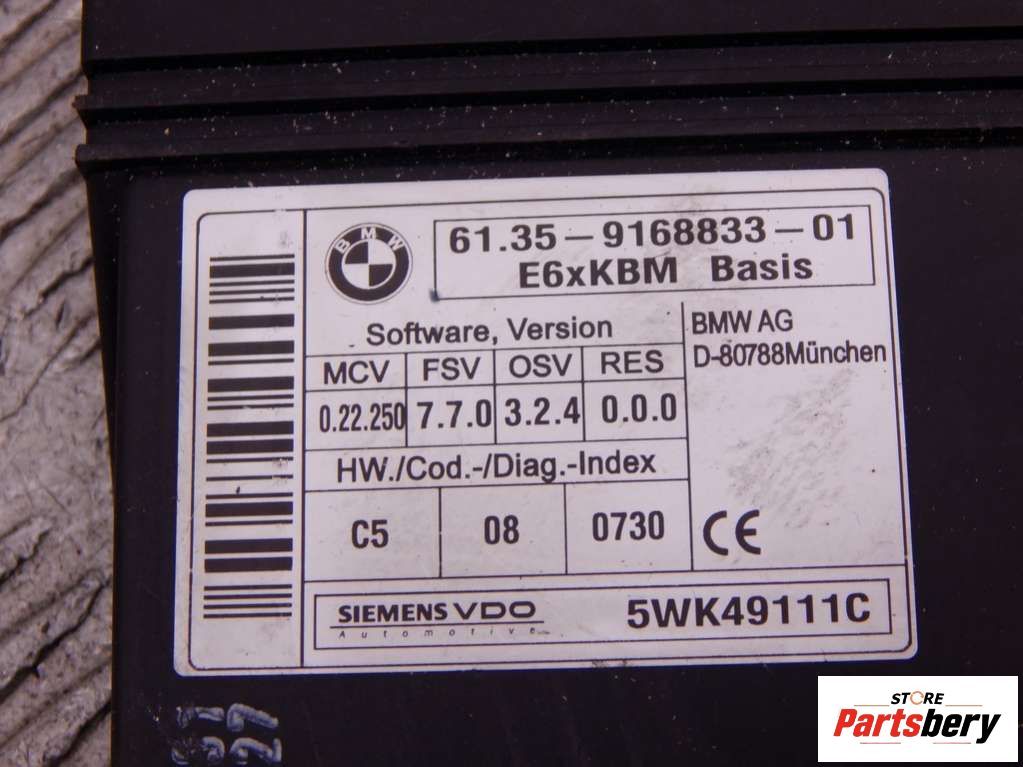 BMW
61.35-9168833-01
E6xKBM Basis
Software, Version
BMW AG
D-80788München
MCV FSV OSV RES
0.22.250 7.7.0 3.2.4 0.0.0
HW./Cod.-/Diag.-Index
C5 08 0730
CE
SIEMENS VDO
Automotive
5WK49111C
STORE
Partsbery